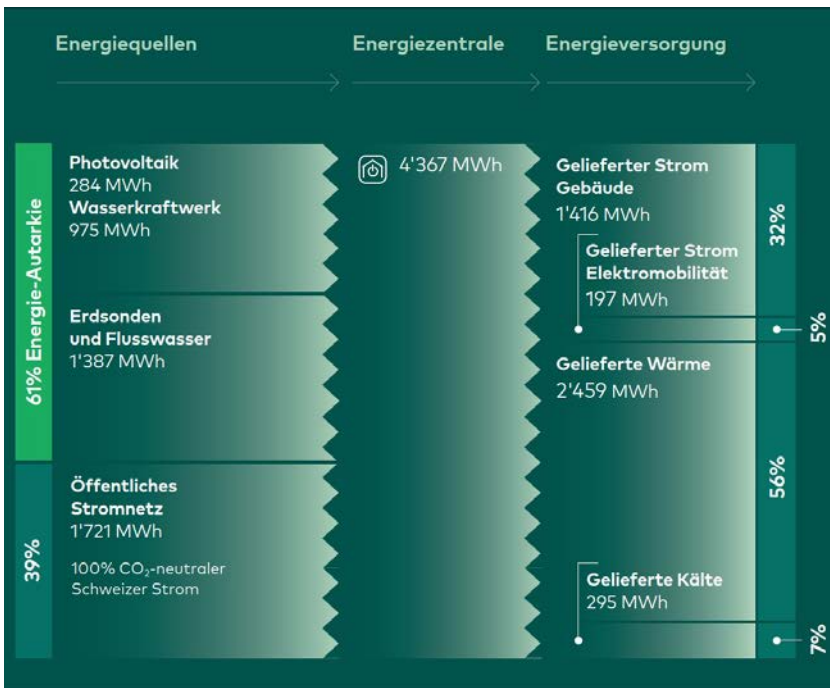 Energiequellen
Energiezentrale
Energieversorgung
61% Energie-Autarkie
39%
Photovoltaik
284 MWh
Wasserkraftwerk
975 MWh
Erdsonden
und Flusswasser
1'387 MWh
Öffentliches
Stromnetz
1'721 MWh
100% CO₂-neutraler
Schweizer Strom
4'367 MWh
Gelieferter Strom
Gebäude
1'416 MWh
Gelieferter Strom
Elektromobilität
197 MWh
Gelieferte Wärme
2'459 MWh
Gelieferte Kälte
295 MWh
32%
5%
56%
7%